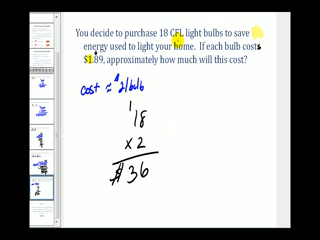 You decide to purchase 18 CFL light bulbs to save
energy used to light your home. If each bulb costs
$1.89, approximately how much will this cost?
cost ≈ $2/bulb
1
18
x 2
$ 36